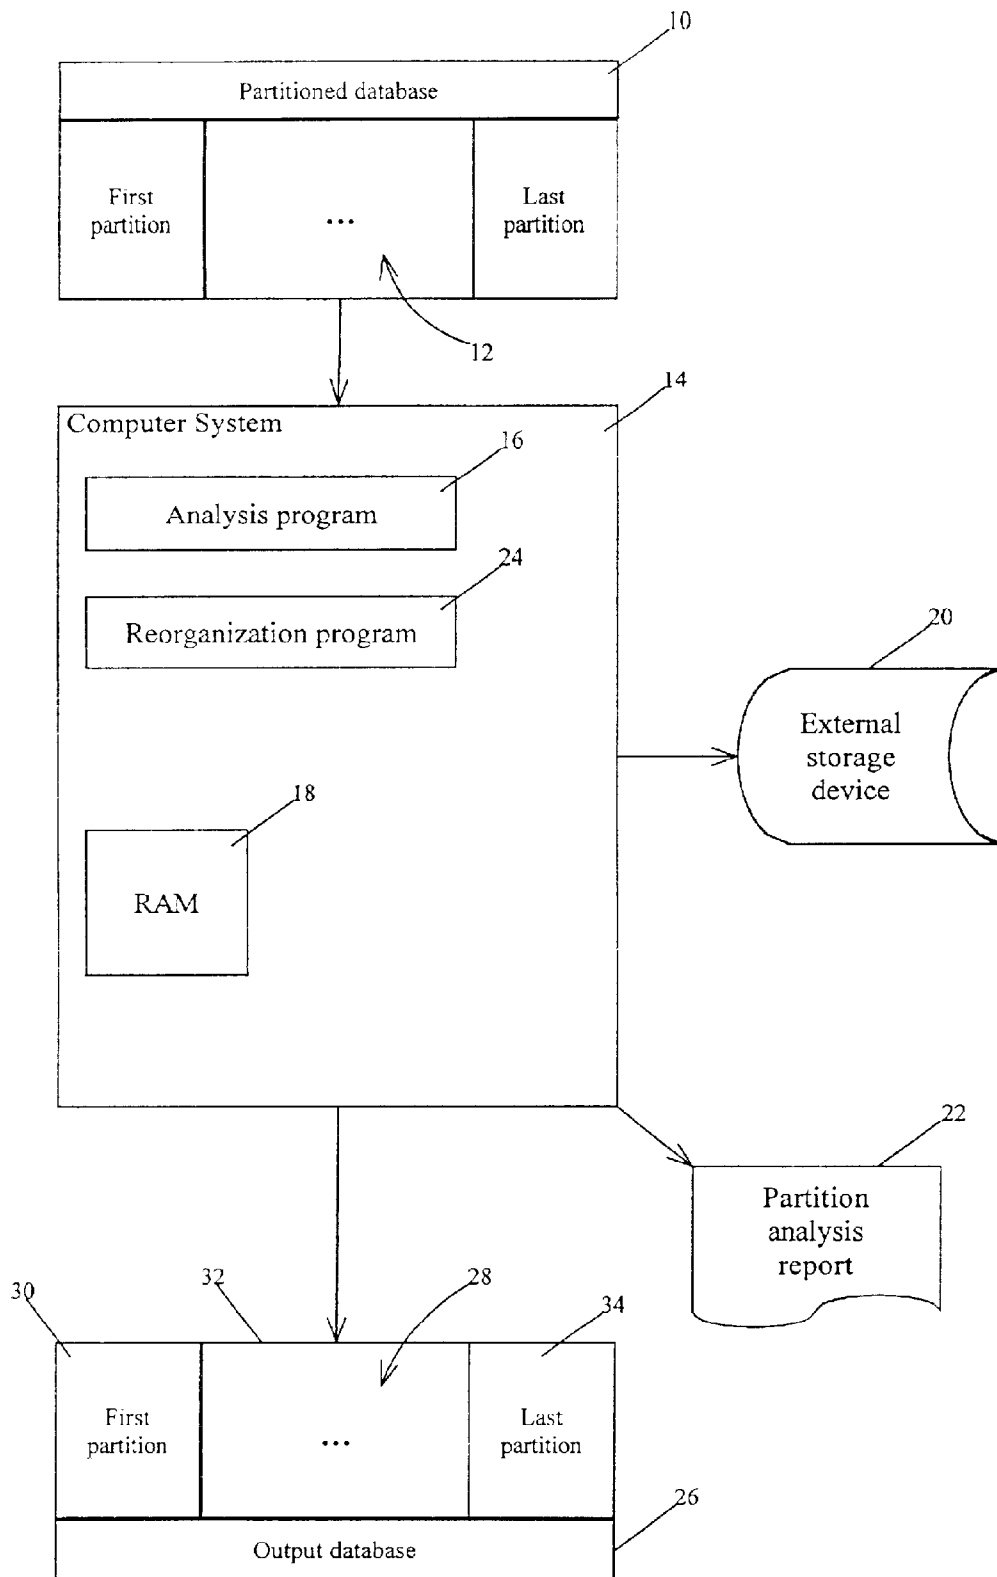 10
Partitioned database
First
partition
...
Last
partition
12
14
Computer System
16
Analysis program
24
Reorganization program
20
External
storage
device
18
RAM
22
Partition
analysis
report
30
32
28
34
First
partition
...
Last
partition
26
Output database